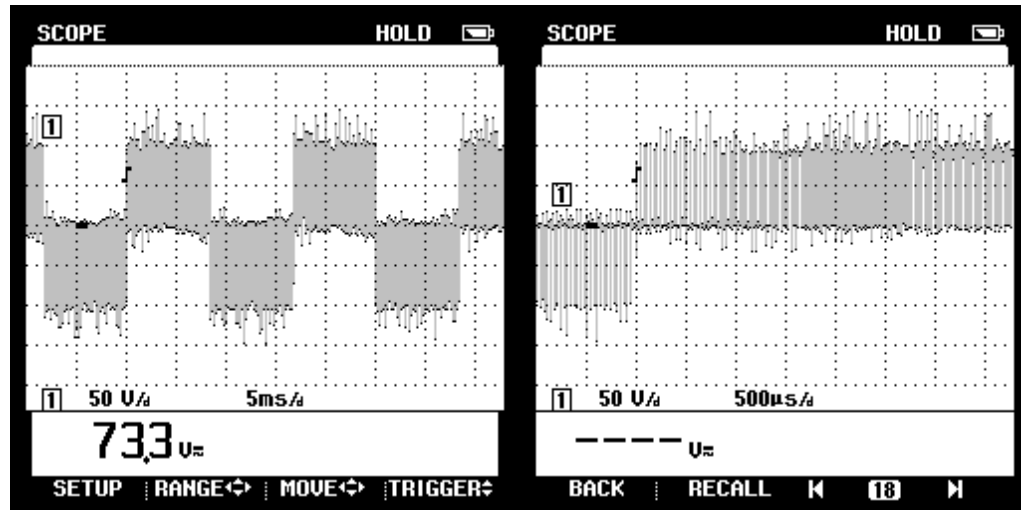 SCOPE HOLD
1
1 50 V/d 5ms/d
73.3 V≂
SETUP RANGE MOVE TRIGGER
SCOPE HOLD
1
1 50 V/d 500µs/d
---- V≂
BACK RECALL 18